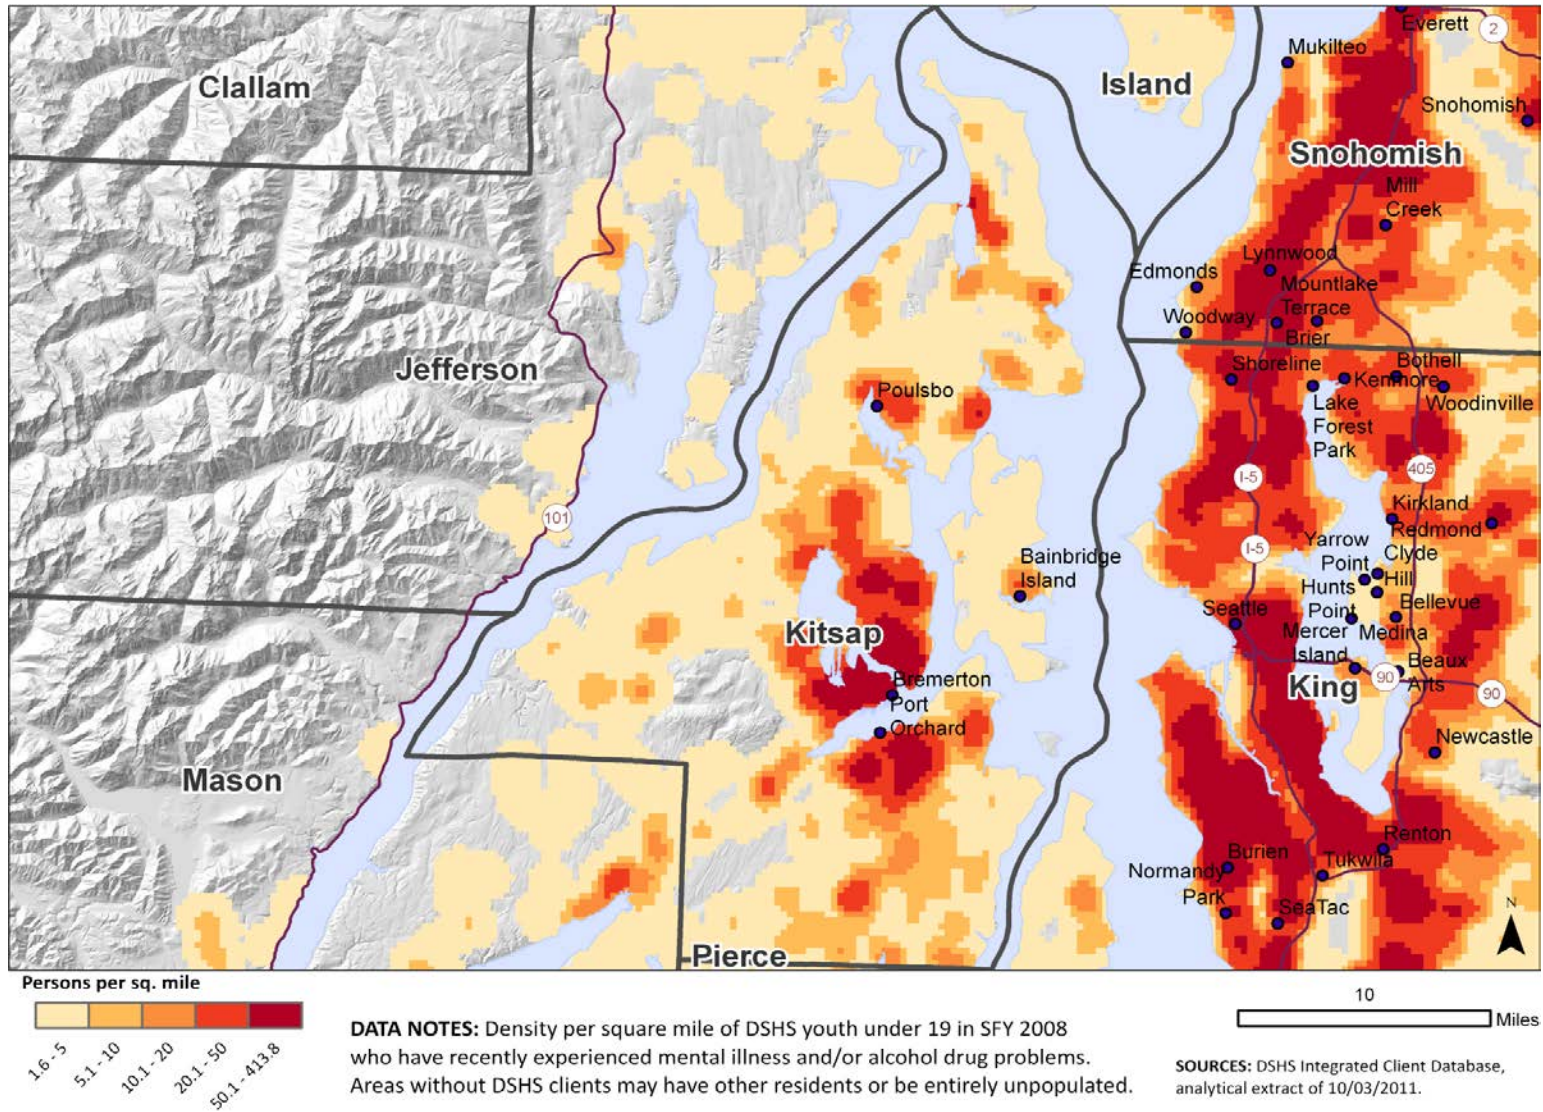 Everett
2
Mukilteo
Clallam
Island
Snohomish
Snohomish
Mill
Creek
Lynnwood
Edmonds
Mountlake
Terrace
Woodway
Brier
Jefferson
Shoreline
Bothell
Kenmore
Poulsbo
Lake
Forest
Park
Woodinville
I-5
405
101
Kirkland
Redmond
I-5
Yarrow
Point
Clyde
Hill
Bainbridge
Island
Hunts
Point
Seattle
Bellevue
Kitsap
Mercer
Island
Medina
Beaux
Arts
Bremerton
King
90
90
Port
Orchard
Newcastle
Mason
Renton
Burien
Tukwila
Normandy
Park
SeaTac
N
Pierce
Persons per sq. mile
1.6 - 5
5.1 - 10
10.1 - 20
20.1 - 50
50.1 - 413.8
DATA NOTES: Density per square mile of DSHS youth under 19 in SFY 2008
who have recently experienced mental illness and/or alcohol drug problems.
Areas without DSHS clients may have other residents or be entirely unpopulated.
10
Miles
SOURCES: DSHS Integrated Client Database,
analytical extract of 10/03/2011.